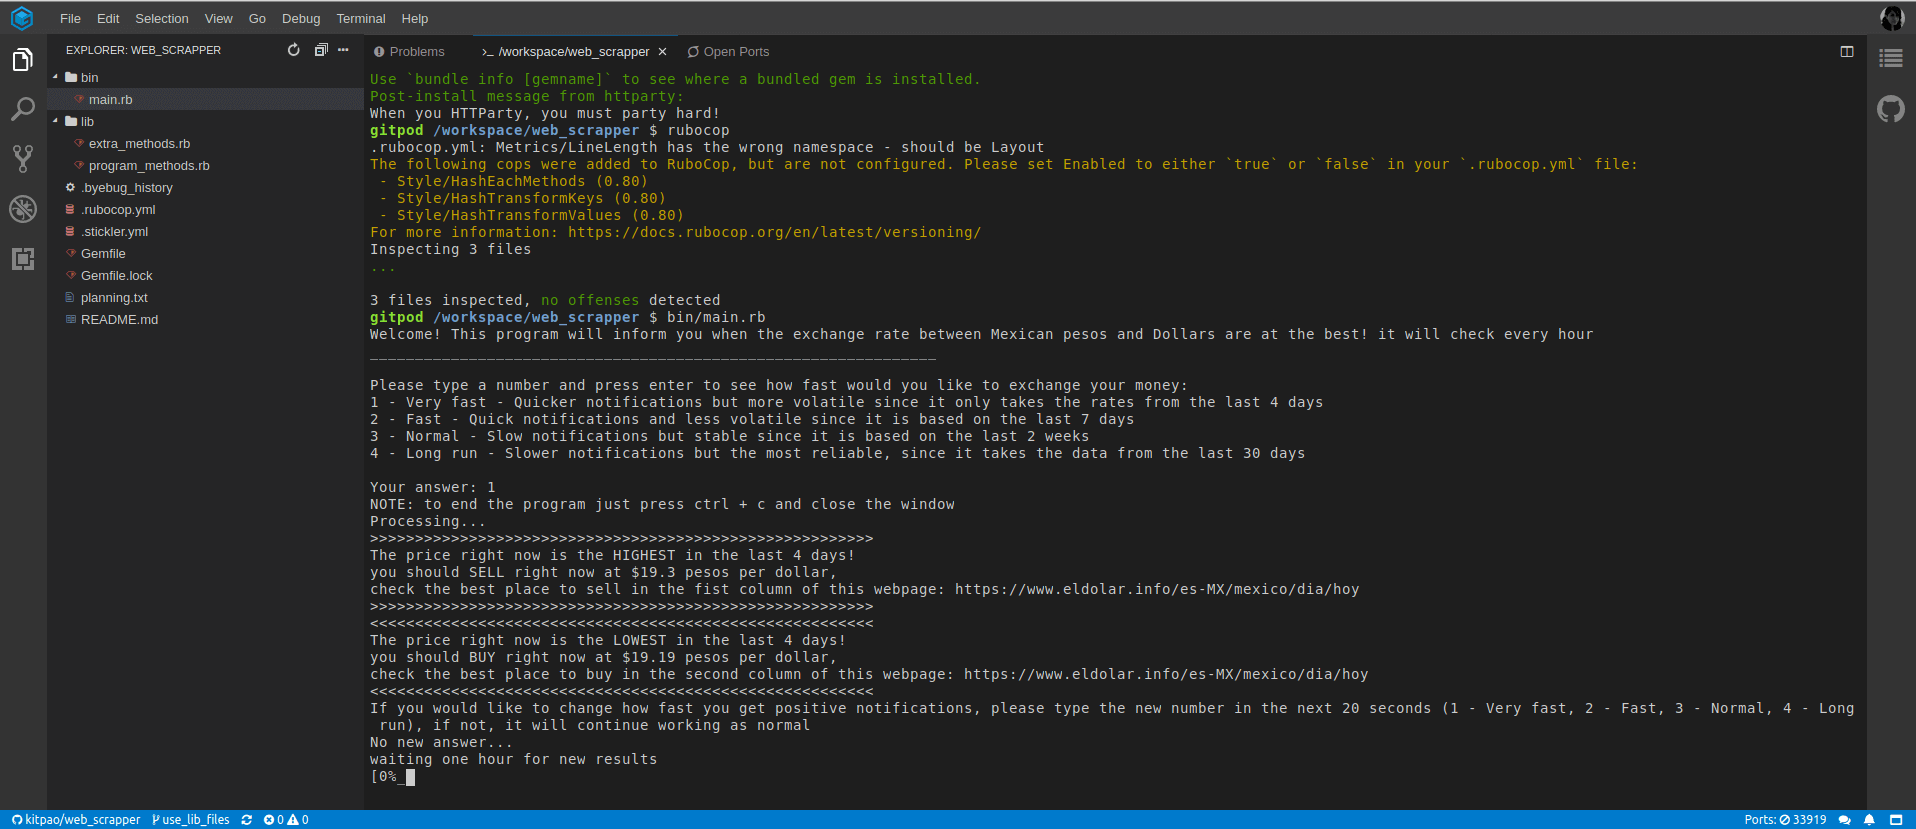 File Edit Selection View Go Debug Terminal Help
EXPLORER: WEB_SCRAPPER
bin
main.rb
lib
extra_methods.rb
program_methods.rb
.byebug_history
.rubocop.yml
.stickler.yml
Gemfile
Gemfile.lock
planning.txt
README.md
Problems >_ /workspace/web_scrapper × Open Ports
Use `bundle info [gemname]` to see where a bundled gem is installed.
Post-install message from httparty:
When you HTTParty, you must party hard!
gitpod /workspace/web_scrapper $ rubocop
.rubocop.yml: Metrics/LineLength has the wrong namespace - should be Layout
The following cops were added to RuboCop, but are not configured. Please set Enabled to either `true` or `false` in your `.rubocop.yml` file:
- Style/HashEachMethods (0.80)
- Style/HashTransformKeys (0.80)
- Style/HashTransformValues (0.80)
For more information: https://docs.rubocop.org/en/latest/versioning/
Inspecting 3 files
...
3 files inspected, no offenses detected
gitpod /workspace/web_scrapper $ bin/main.rb
Welcome! This program will inform you when the exchange rate between Mexican pesos and Dollars are at the best! it will check every hour
_______________________________________________________________
Please type a number and press enter to see how fast would you like to exchange your money:
1 - Very fast - Quicker notifications but more volatile since it only takes the rates from the last 4 days
2 - Fast - Quick notifications and less volatile since it is based on the last 7 days
3 - Normal - Slow notifications but stable since it is based on the last 2 weeks
4 - Long run - Slower notifications but the most reliable, since it takes the data from the last 30 days
Your answer: 1
NOTE: to end the program just press ctrl + c and close the window
Processing...
>>>>>>>>>>>>>>>>>>>>>>>>>>>>>>>>>>>>>>>>>>>>>>>>>>>>>>>>
The price right now is the HIGHEST in the last 4 days!
you should SELL right now at $19.3 pesos per dollar,
check the best place to sell in the fist column of this webpage: https://www.eldolar.info/es-MX/mexico/dia/hoy
>>>>>>>>>>>>>>>>>>>>>>>>>>>>>>>>>>>>>>>>>>>>>>>>>>>>>>>>
<<<<<<<<<<<<<<<<<<<<<<<<<<<<<<<<<<<<<<<<<<<<<<<<<<<<<<<<
The price right now is the LOWEST in the last 4 days!
you should BUY right now at $19.19 pesos per dollar,
check the best place to buy in the second column of this webpage: https://www.eldolar.info/es-MX/mexico/dia/hoy
<<<<<<<<<<<<<<<<<<<<<<<<<<<<<<<<<<<<<<<<<<<<<<<<<<<<<<<<
If you would like to change how fast you get positive notifications, please type the new number in the next 20 seconds (1 - Very fast, 2 - Fast, 3 - Normal, 4 - Long
run), if not, it will continue working as normal
No new answer...
waiting one hour for new results
[0%_
kitpao/web_scrapper use_lib_files 0 0 Ports: 33919